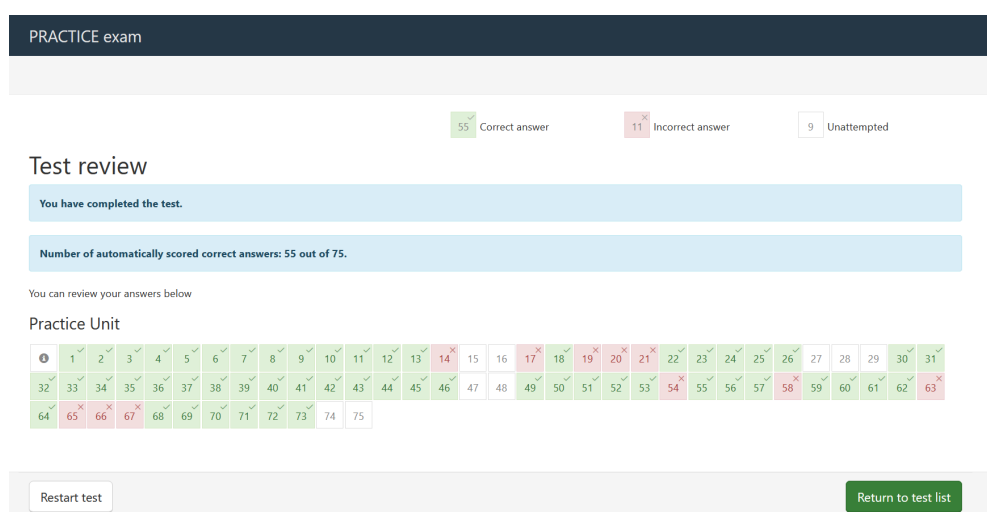 PRACTICE exam
55 Correct answer 11 Incorrect answer 9 Unattempted
Test review
You have completed the test.
Number of automatically scored correct answers: 55 out of 75.
You can review your answers below
Practice Unit
1 2 3 4 5 6 7 8 9 10 11 12 13 14 15 16 17 18 19 20 21 22 23 24 25 26 27 28 29 30 31
32 33 34 35 36 37 38 39 40 41 42 43 44 45 46 47 48 49 50 51 52 53 54 55 56 57 58 59 60 61 62 63
64 65 66 67 68 69 70 71 72 73 74 75
Restart test Return to test list